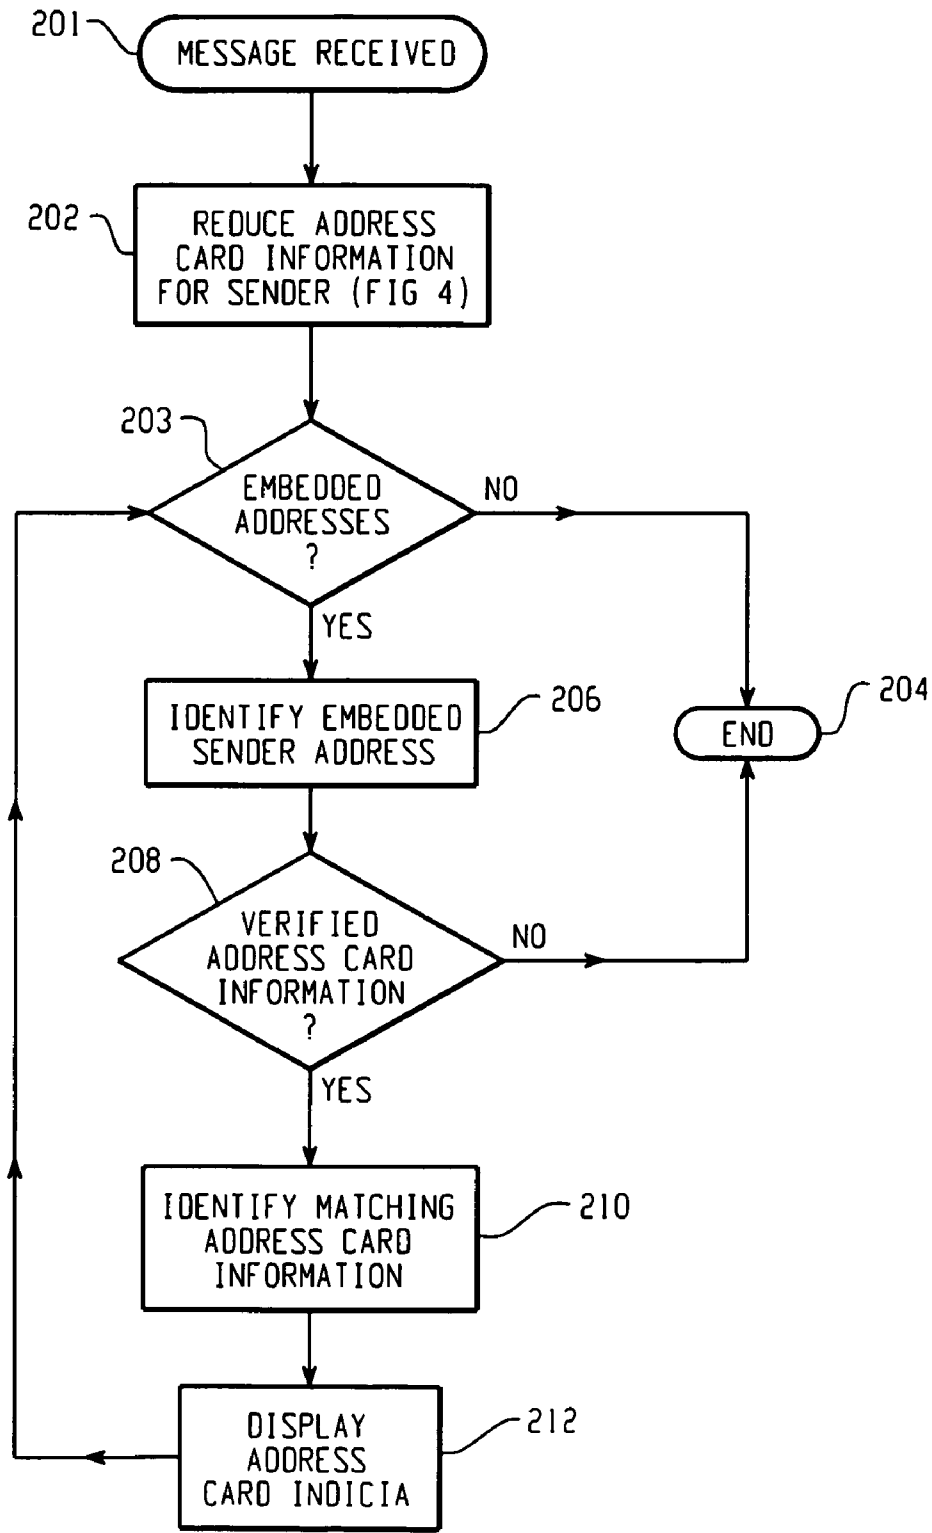 201
MESSAGE RECEIVED
202
REDUCE ADDRESS
CARD INFORMATION
FOR SENDER (FIG 4)
203
EMBEDDED
ADDRESSES
?
NO
YES
IDENTIFY EMBEDDED
SENDER ADDRESS
206
END
204
208
VERIFIED
ADDRESS CARD
INFORMATION
?
NO
YES
IDENTIFY MATCHING
ADDRESS CARD
INFORMATION
210
DISPLAY
ADDRESS
CARD INDICIA
212